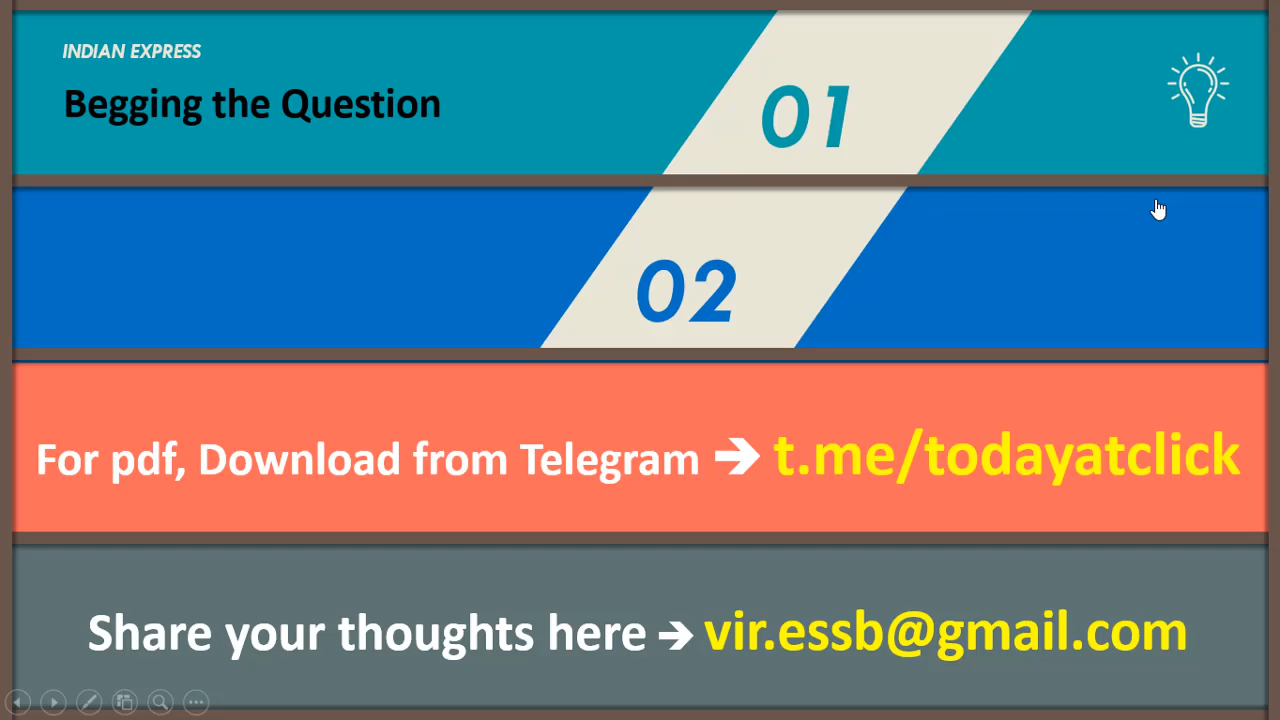 INDIAN EXPRESS
Begging the Question
01
02
For pdf, Download from Telegram ➔ t.me/todayatclick
Share your thoughts here ➔ vir.essb@gmail.com